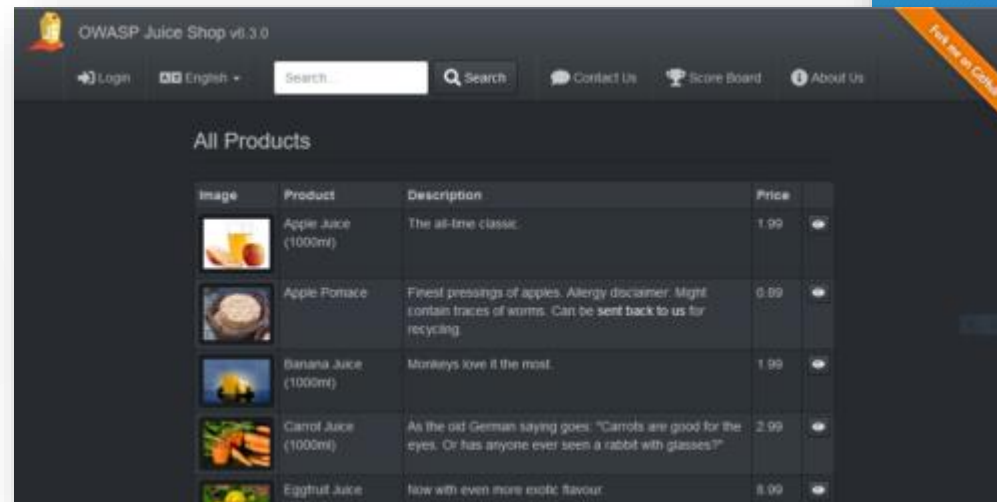 OWASP Juice Shop v6.3.0
Fork me on GitHub
Login English Search... Search Contact Us Score Board About Us
All Products
Image Product Description Price
Apple Juice The all-time classic. 1.99
(1000ml)
Apple Pomace Finest pressings of apples. Allergy disclaimer: Might 0.89
contain traces of worms. Can be sent back to us for
recycling.
Banana Juice Monkeys love it the most. 1.99
(1000ml)
Carrot Juice As the old German saying goes: "Carrots are good for the 2.99
(1000ml) eyes. Or has anyone ever seen a rabbit with glasses?"
Eggfruit Juice Now with even more exotic flavour. 8.99